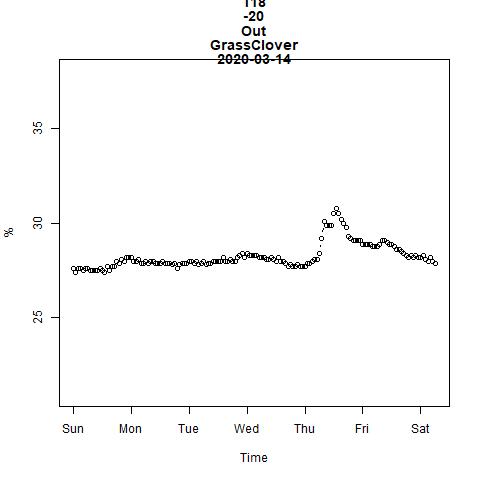 T18
-20
Out
GrassClover
2020-03-14
%
35
30
25
Sun Mon Tue Wed Thu Fri Sat
Time